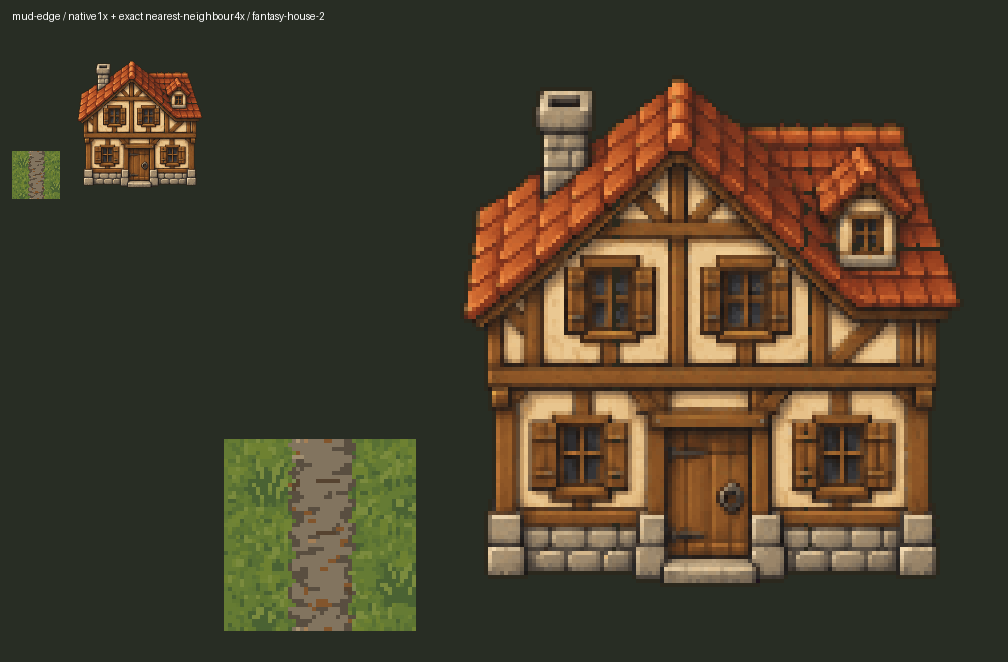 mud-edge / native1x + exact nearest-neighbour4x / fantasy-house-2